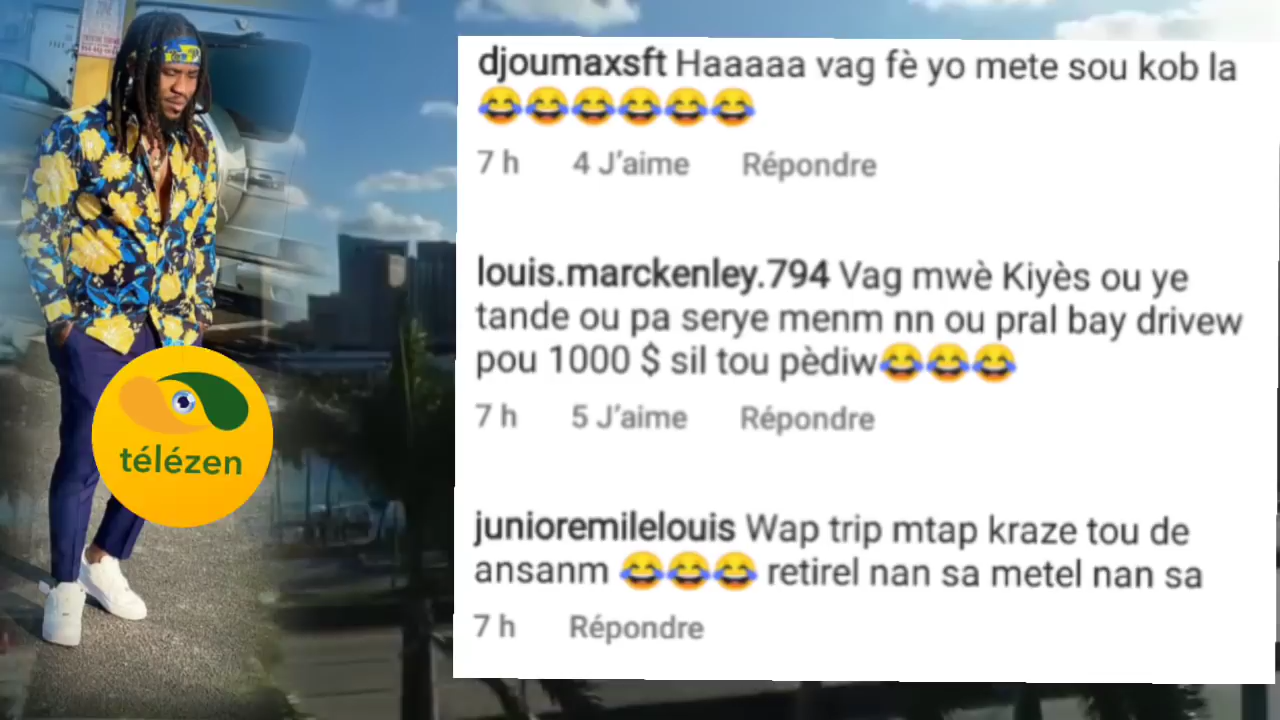 djoumaxsft Haaaaa vag fè yo mete sou kob la
😂😂😂😂😂😂
7 h 4 J'aime Répondre
louis.marckenley.794 Vag mwè Kiyès ou ye
tande ou pa serye menm nn ou pral bay drivew
pou 1000 $ sil tou pèdiw😂😂😂
7 h 5 J'aime Répondre
télézen
juniоremilelouis Wap trip mtap kraze tou de
ansanm 😂😂😂 retirel nan sa metel nan sa
7 h Répondre